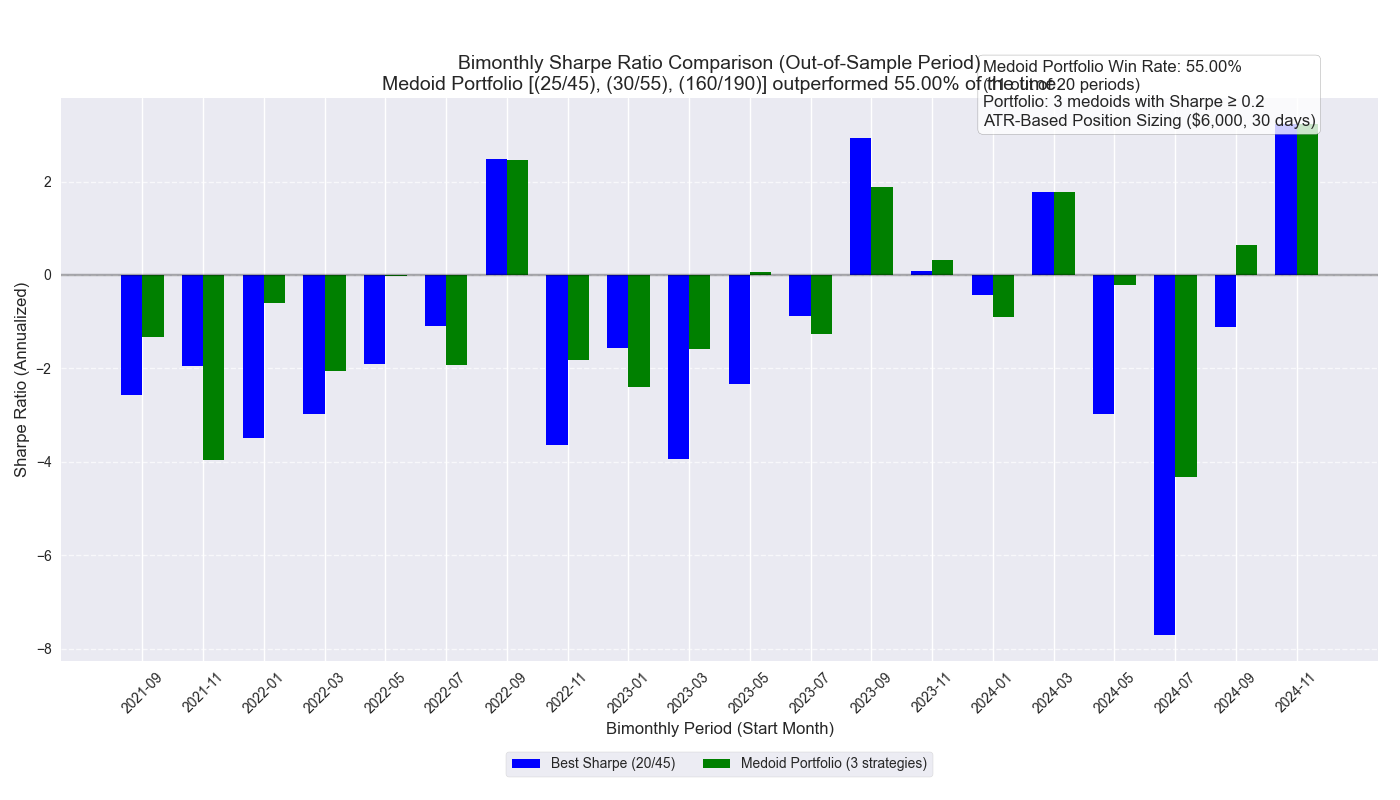 Bimonthly Sharpe Ratio Comparison (Out-of-Sample Period)
Medoid Portfolio [(25/45), (30/55), (160/190)] outperformed 55.00% of the time
Medoid Portfolio Win Rate: 55.00%
(11 out of 20 periods)
Portfolio: 3 medoids with Sharpe ≥ 0.2
ATR-Based Position Sizing ($6,000, 30 days)
Sharpe Ratio (Annualized)
2
0
−2
−4
−6
−8
2021-09
2021-11
2022-01
2022-03
2022-05
2022-07
2022-09
2022-11
2023-01
2023-03
2023-05
2023-07
2023-09
2023-11
2024-01
2024-03
2024-05
2024-07
2024-09
2024-11
Bimonthly Period (Start Month)
Best Sharpe (20/45)
Medoid Portfolio (3 strategies)